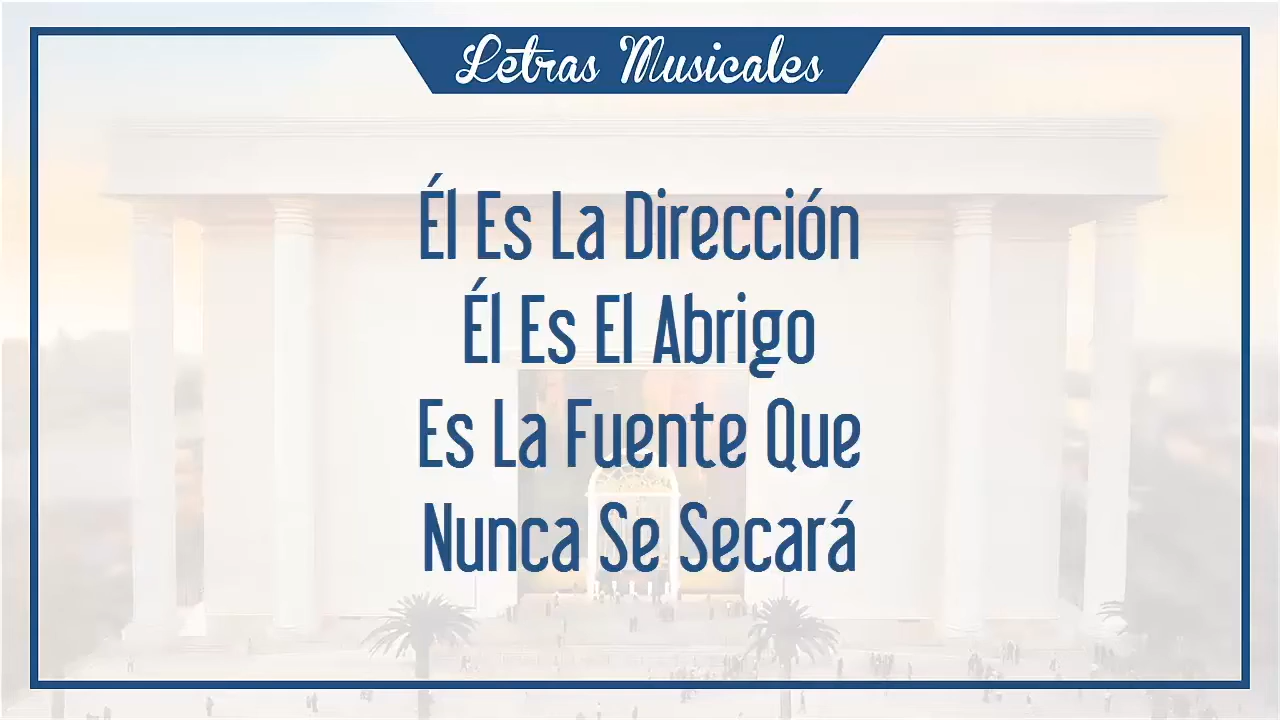 Letras Musicales
Él Es La Dirección
Él Es El Abrigo
Es La Fuente Que
Nunca Se Secará